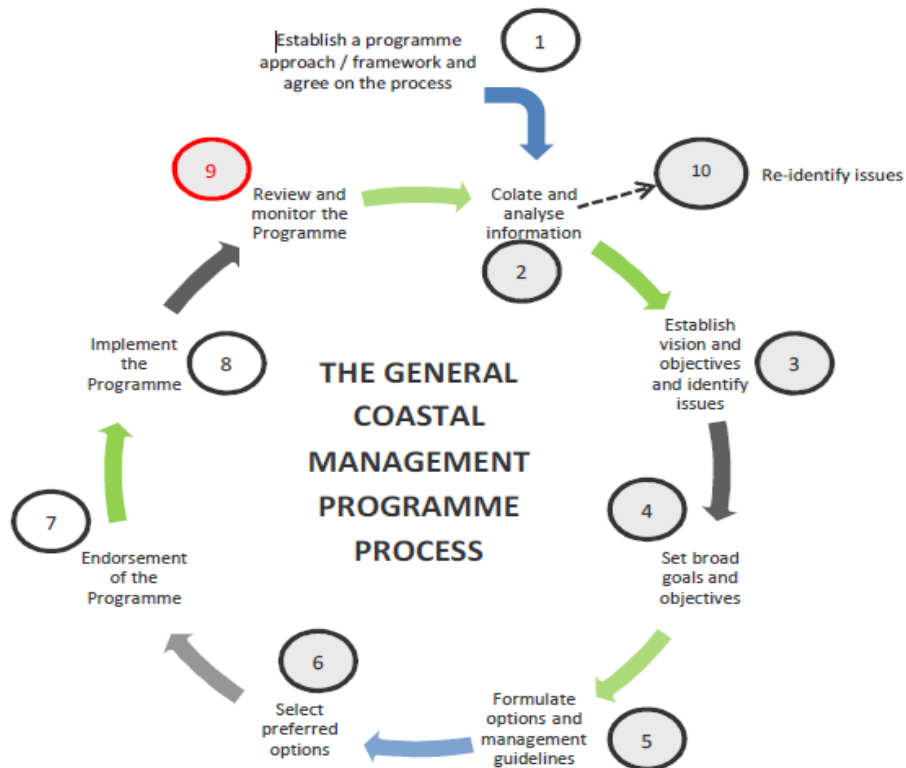 Establish a programme
approach / framework and
agree on the process
1
Colate and
analyse
information
2
10
Re-identify issues
Establish
vision and
objectives
and identify
issues
3
4
Set broad
goals and
objectives
Formulate
options and
management
guidelines
5
6
Select
preferred
options
7
Endorsement
of the
Programme
Implement
the
Programme
8
9
Review and
monitor the
Programme
THE GENERAL
COASTAL
MANAGEMENT
PROGRAMME
PROCESS